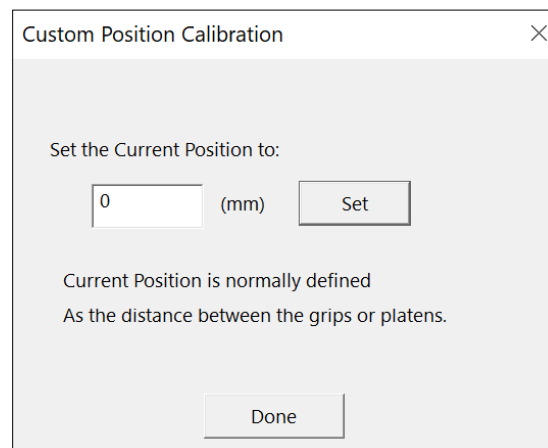 Custom Position Calibration
Set the Current Position to:
0 (mm) Set
Current Position is normally defined
As the distance between the grips or platens.
Done